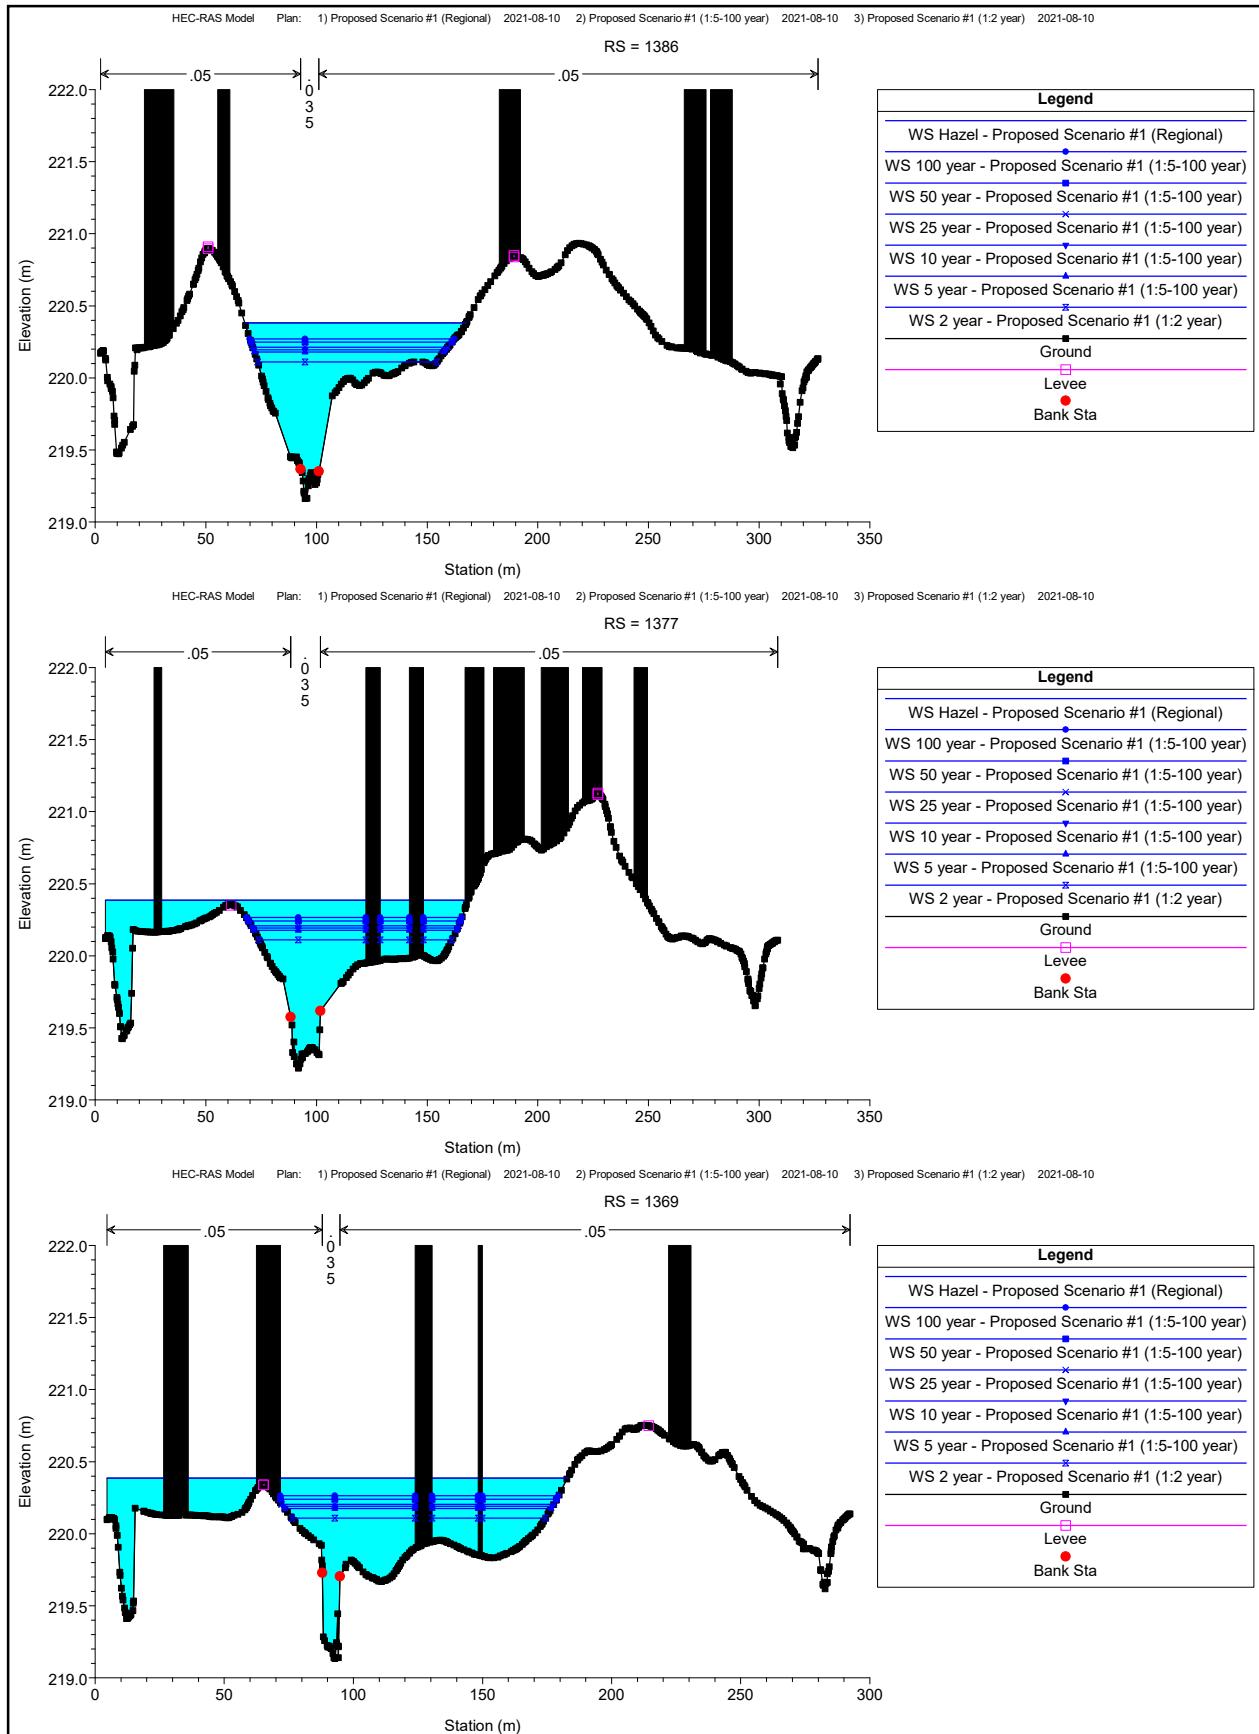 HEC-RAS Model Plan: 1) Proposed Scenario #1 (Regional) 2021-08-10 2) Proposed Scenario #1 (1:5-100 year) 2021-08-10 3) Proposed Scenario #1 (1:2 year) 2021-08-10
RS = 1386
.05 .035 .05
222.0
221.5
221.0
220.5
220.0
219.5
219.0
Elevation (m)
0 50 100 150 200 250 300 350
Station (m)
Legend
WS Hazel - Proposed Scenario #1 (Regional)
WS 100 year - Proposed Scenario #1 (1:5-100 year)
WS 50 year - Proposed Scenario #1 (1:5-100 year)
WS 25 year - Proposed Scenario #1 (1:5-100 year)
WS 10 year - Proposed Scenario #1 (1:5-100 year)
WS 5 year - Proposed Scenario #1 (1:5-100 year)
WS 2 year - Proposed Scenario #1 (1:2 year)
Ground
Levee
Bank Sta
HEC-RAS Model Plan: 1) Proposed Scenario #1 (Regional) 2021-08-10 2) Proposed Scenario #1 (1:5-100 year) 2021-08-10 3) Proposed Scenario #1 (1:2 year) 2021-08-10
RS = 1377
.05 .035 .05
222.0
221.5
221.0
220.5
220.0
219.5
219.0
Elevation (m)
0 50 100 150 200 250 300 350
Station (m)
Legend
WS Hazel - Proposed Scenario #1 (Regional)
WS 100 year - Proposed Scenario #1 (1:5-100 year)
WS 50 year - Proposed Scenario #1 (1:5-100 year)
WS 25 year - Proposed Scenario #1 (1:5-100 year)
WS 10 year - Proposed Scenario #1 (1:5-100 year)
WS 5 year - Proposed Scenario #1 (1:5-100 year)
WS 2 year - Proposed Scenario #1 (1:2 year)
Ground
Levee
Bank Sta
HEC-RAS Model Plan: 1) Proposed Scenario #1 (Regional) 2021-08-10 2) Proposed Scenario #1 (1:5-100 year) 2021-08-10 3) Proposed Scenario #1 (1:2 year) 2021-08-10
RS = 1369
.05 .035 .05
222.0
221.5
221.0
220.5
220.0
219.5
219.0
Elevation (m)
0 50 100 150 200 250 300
Station (m)
Legend
WS Hazel - Proposed Scenario #1 (Regional)
WS 100 year - Proposed Scenario #1 (1:5-100 year)
WS 50 year - Proposed Scenario #1 (1:5-100 year)
WS 25 year - Proposed Scenario #1 (1:5-100 year)
WS 10 year - Proposed Scenario #1 (1:5-100 year)
WS 5 year - Proposed Scenario #1 (1:5-100 year)
WS 2 year - Proposed Scenario #1 (1:2 year)
Ground
Levee
Bank Sta